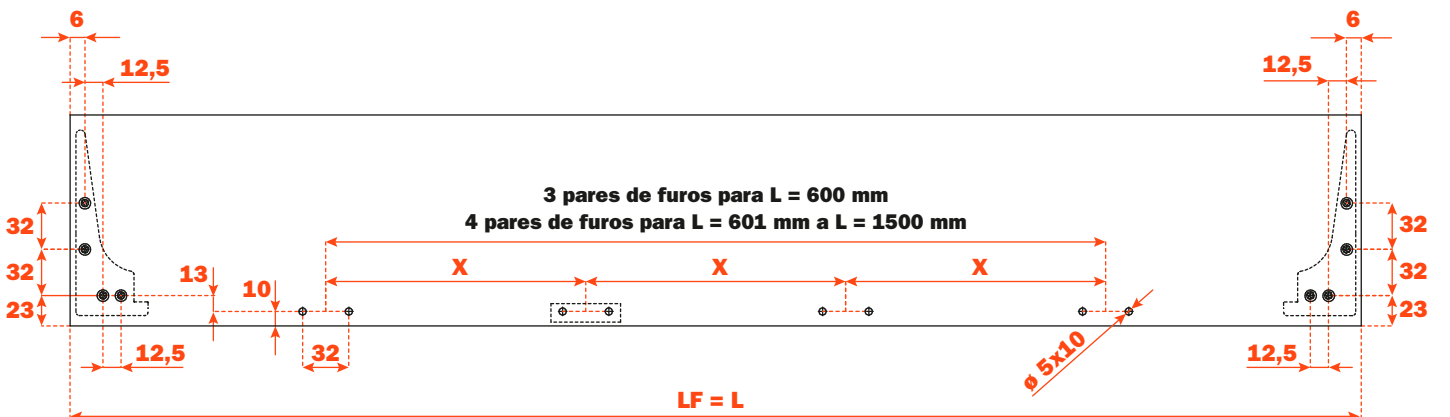 6
6
12,5
12,5
3 pares de furos para L = 600 mm
4 pares de furos para L = 601 mm a L = 1500 mm
32
32
X
X
X
32
13
10
32
23
23
12,5
32
ø 5x10
12,5
LF = L